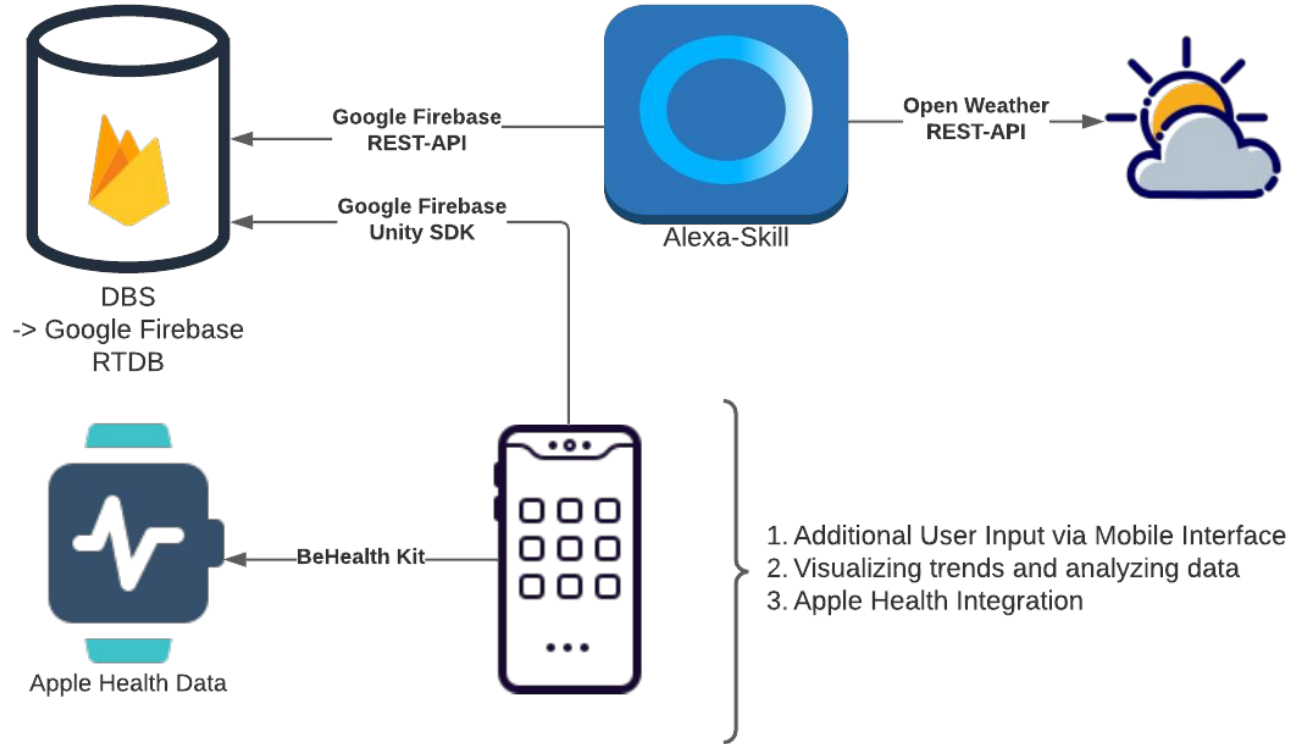 Google Firebase
REST-API
Open Weather
REST-API
Google Firebase
Unity SDK
Alexa-Skill
DBS
-> Google Firebase
RTDB
BeHealth Kit
Apple Health Data
1. Additional User Input via Mobile Interface
2. Visualizing trends and analyzing data
3. Apple Health Integration